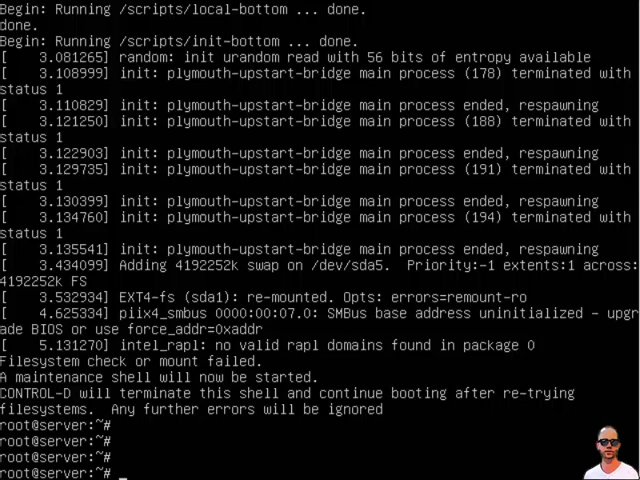 Begin: Running /scripts/local-bottom ... done.
done.
Begin: Running /scripts/init-bottom ... done.
[    3.081265] random: init urandom read with 56 bits of entropy available
[    3.108999] init: plymouth-upstart-bridge main process (178) terminated with
status 1
[    3.110829] init: plymouth-upstart-bridge main process ended, respawning
[    3.121250] init: plymouth-upstart-bridge main process (188) terminated with
status 1
[    3.122903] init: plymouth-upstart-bridge main process ended, respawning
[    3.129735] init: plymouth-upstart-bridge main process (191) terminated with
status 1
[    3.130399] init: plymouth-upstart-bridge main process ended, respawning
[    3.134760] init: plymouth-upstart-bridge main process (194) terminated with
status 1
[    3.135541] init: plymouth-upstart-bridge main process ended, respawning
[    3.434099] Adding 4192252k swap on /dev/sda5.  Priority:-1 extents:1 across:
4192252k FS
[    3.532934] EXT4-fs (sda1): re-mounted. Opts: errors=remount-ro
[    4.625334] piix4_smbus 0000:00:07.0: SMBus base address uninitialized - upgr
ade BIOS or use force_addr=0xaddr
[    5.131270] intel_rapl: no valid rapl domains found in package 0
Filesystem check or mount failed.
A maintenance shell will now be started.
CONTROL-D will terminate this shell and continue booting after re-trying
filesystems.  Any further errors will be ignored
root@server:~#
root@server:~#
root@server:~#
root@server:~# _